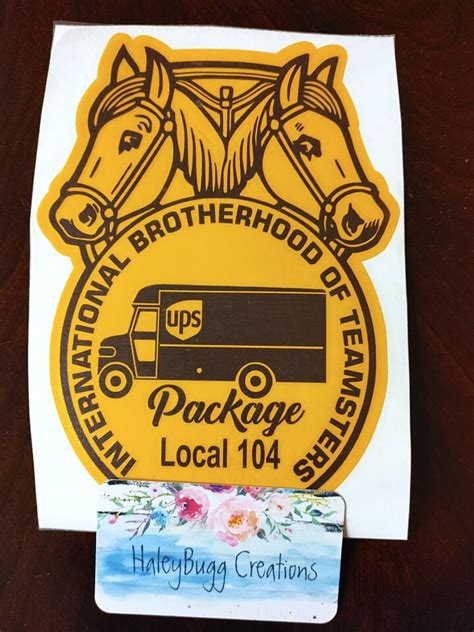 INTERNATIONAL BROTHERHOOD OF TEAMSTERS
ups
Package
Local 104
HaleyBugg Creations